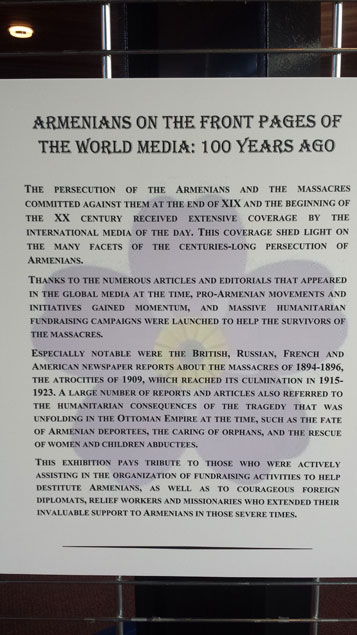 ARMENIANS ON THE FRONT PAGES OF
THE WORLD MEDIA: 100 YEARS AGO
THE PERSECUTION OF THE ARMENIANS AND THE MASSACRES
COMMITTED AGAINST THEM AT THE END OF XIX AND THE BEGINNING OF
THE XX CENTURY RECEIVED EXTENSIVE COVERAGE BY THE
INTERNATIONAL MEDIA OF THE DAY. THIS COVERAGE SHED LIGHT ON
THE MANY FACETS OF THE CENTURIES-LONG PERSECUTION OF
ARMENIANS.
THANKS TO THE NUMEROUS ARTICLES AND EDITORIALS THAT APPEARED
IN THE GLOBAL MEDIA AT THE TIME, PRO-ARMENIAN MOVEMENTS AND
INITIATIVES GAINED MOMENTUM, AND MASSIVE HUMANITARIAN
FUNDRAISING CAMPAIGNS WERE LAUNCHED TO HELP THE SURVIVORS OF
THE MASSACRES.
ESPECIALLY NOTABLE WERE THE BRITISH, RUSSIAN, FRENCH AND
AMERICAN NEWSPAPER REPORTS ABOUT THE MASSACRES OF 1894-1896,
THE ATROCITIES OF 1909, WHICH REACHED ITS CULMINATION IN 1915-
1923. A LARGE NUMBER OF REPORTS AND ARTICLES ALSO REFERRED TO
THE HUMANITARIAN CONSEQUENCES OF THE TRAGEDY THAT WAS
UNFOLDING IN THE OTTOMAN EMPIRE AT THE TIME, SUCH AS THE FATE
OF ARMENIAN DEPORTEES, THE CARING OF ORPHANS, AND THE RESCUE
OF WOMEN AND CHILDREN ABDUCTEES.
THIS EXHIBITION PAYS TRIBUTE TO THOSE WHO WERE ACTIVELY
ASSISTING IN THE ORGANIZATION OF FUNDRAISING ACTIVITIES TO HELP
DESTITUTE ARMENIANS, AS WELL AS TO COURAGEOUS FOREIGN
DIPLOMATS, RELIEF WORKERS AND MISSIONARIES WHO EXTENDED THEIR
INVALUABLE SUPPORT TO ARMENIANS IN THOSE SEVERE TIMES.